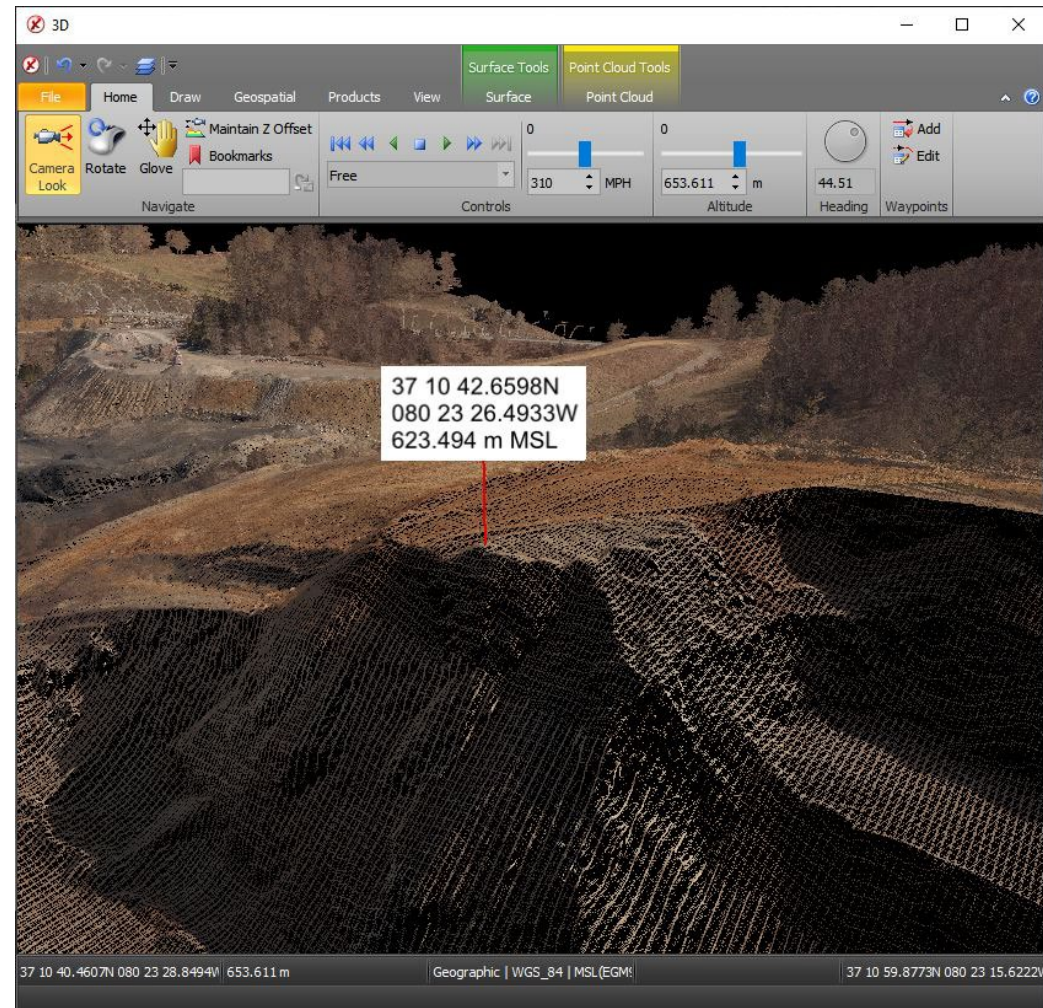 3D
Surface Tools Point Cloud Tools
File Home Draw Geospatial Products View Surface Point Cloud
Maintain Z Offset
Bookmarks
Camera Look
Rotate
Glove
Navigate
Free
0
310 MPH
Controls
0
653.611 m
Altitude
44.51
Heading
Add
Edit
Waypoints
37 10 42.6598N
080 23 26.4933W
623.494 m MSL
37 10 40.4607N 080 23 28.8494W 653.611 m Geographic | WGS_84 | MSL(EGM9 37 10 59.8773N 080 23 15.6222W